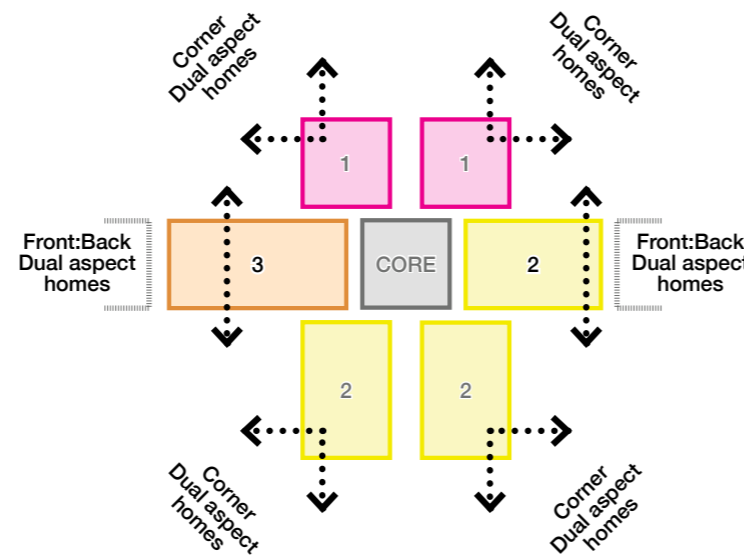 Corner
Dual aspect
homes
Corner
Dual aspect
homes
1
1
Front:Back
Dual aspect
homes
3
CORE
2
Front:Back
Dual aspect
homes
2
2
Corner
Dual aspect
homes
Corner
Dual aspect
homes